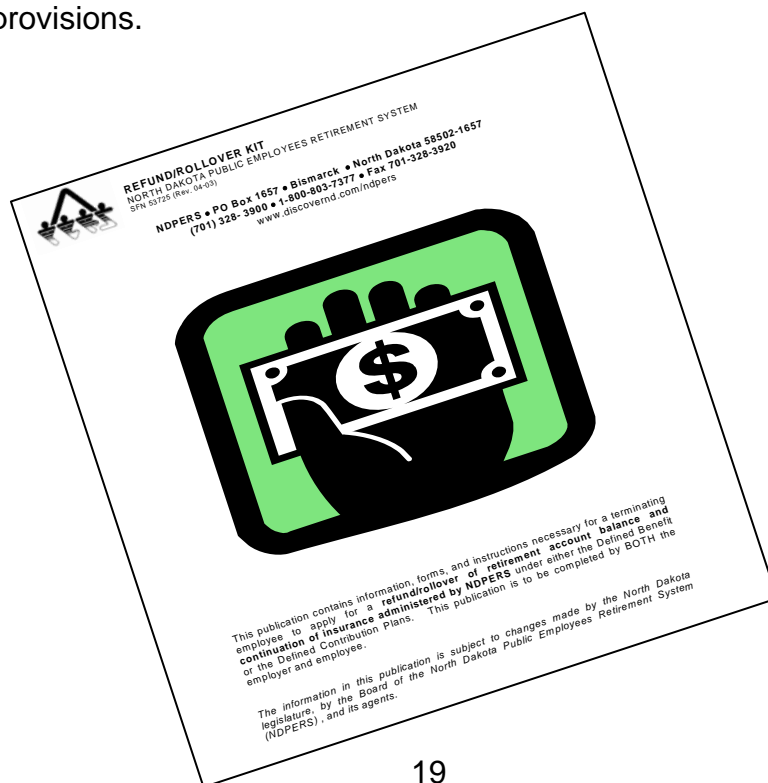 provisions.
REFUND/ROLLOVER KIT
NORTH DAKOTA PUBLIC EMPLOYEES RETIREMENT SYSTEM
SFN 53725 (Rev. 04-03)
NDPERS ● PO Box 1657 ● Bismarck ● North Dakota 58502-1657
(701) 328- 3900 ● 1-800-803-7377 ● Fax 701-328-3920
www.discovernd.com/ndpers
$
This publication contains information, forms, and instructions necessary for a terminating
employee to apply for a refund/rollover of retirement account balance and
continuation of insurance administered by NDPERS under either the Defined Benefit
or the Defined Contribution Plans. This publication is to be completed by BOTH the
employer and employee.
The information in this publication is subject to changes made by the North Dakota
legislature, by the Board of the North Dakota Public Employees Retirement System
(NDPERS) , and its agents.
19